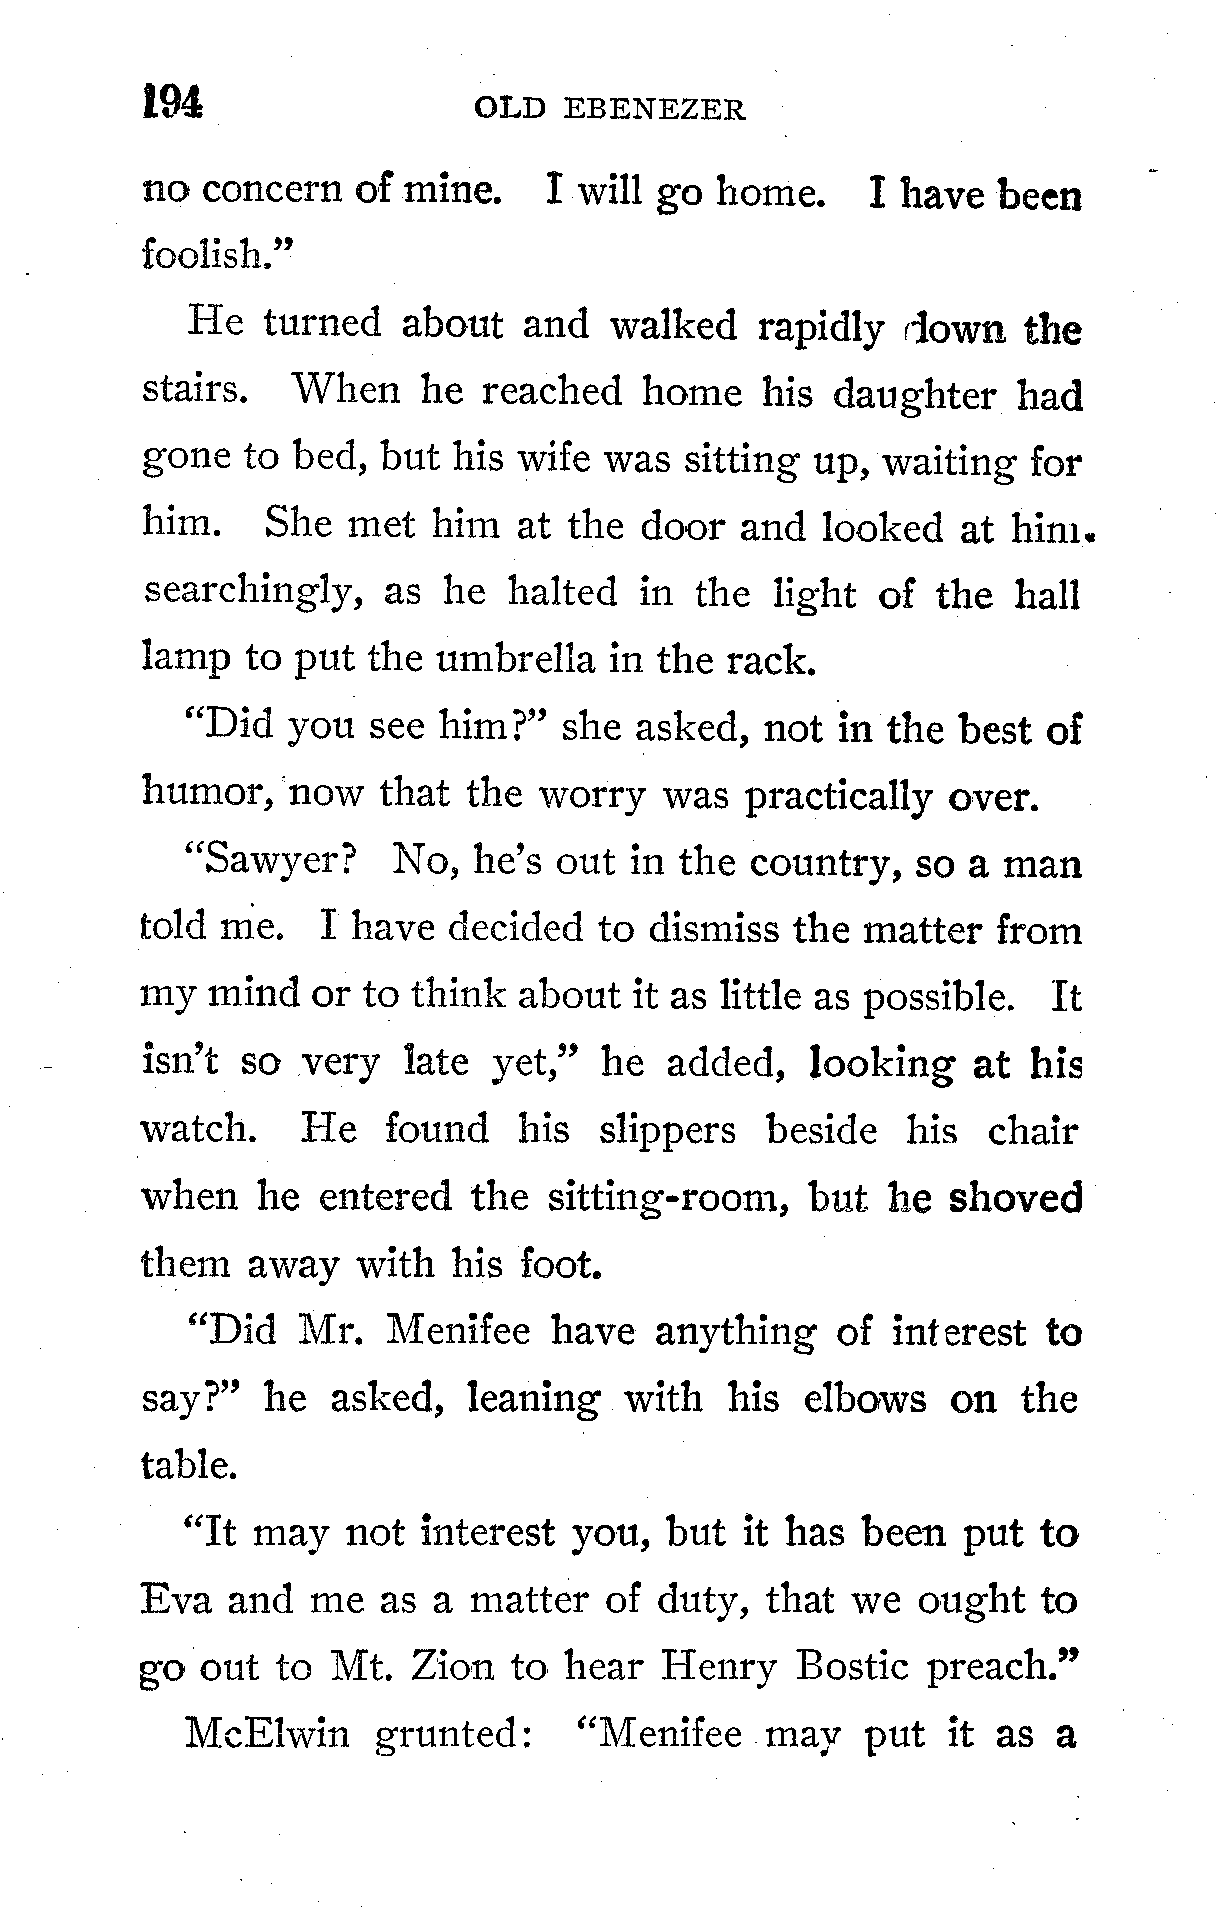 194 OLD EBENEZER
no concern of mine. I will go home. I have been
foolish.”
He turned about and walked rapidly down the
stairs. When he reached home his daughter had
gone to bed, but his wife was sitting up, waiting for
him. She met him at the door and looked at him.
searchingly, as he halted in the light of the hall
lamp to put the umbrella in the rack.
“Did you see him?” she asked, not in the best of
humor, now that the worry was practically over.
“Sawyer? No, he’s out in the country, so a man
told me. I have decided to dismiss the matter from
my mind or to think about it as little as possible. It
isn’t so very late yet,” he added, looking at his
watch. He found his slippers beside his chair
when he entered the sitting-room, but he shoved
them away with his foot.
“Did Mr. Menifee have anything of interest to
say?” he asked, leaning with his elbows on the
table.
“It may not interest you, but it has been put to
Eva and me as a matter of duty, that we ought to
go out to Mt. Zion to hear Henry Bostic preach.”
McElwin grunted: “Menifee may put it as a